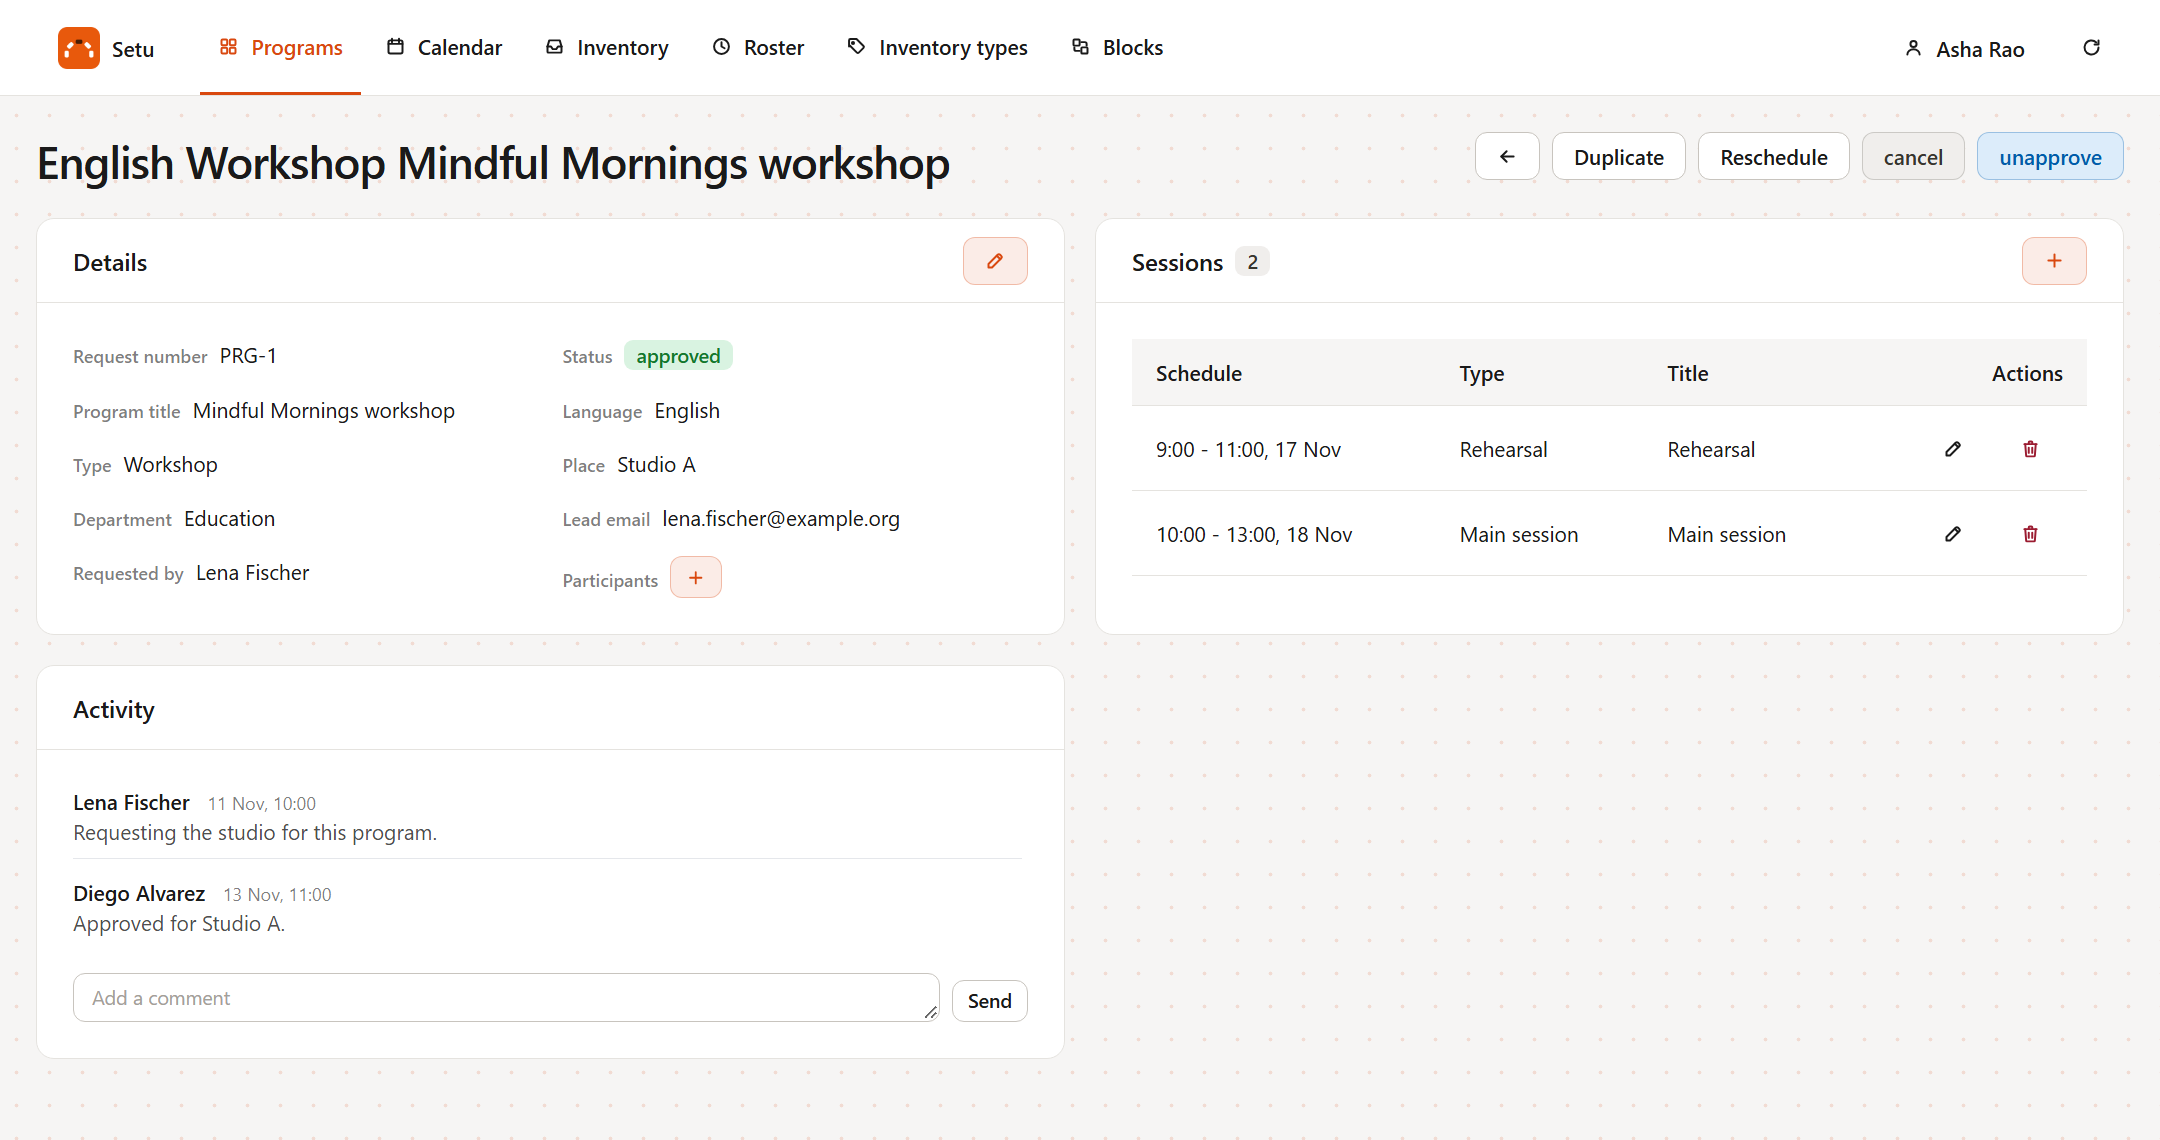 Setu
Programs
Calendar
Inventory
Roster
Inventory types
Blocks
Asha Rao
English Workshop Mindful Mornings workshop
Duplicate
Reschedule
cancel
unapprove
Details
Request number PRG-1
Status approved
Program title Mindful Mornings workshop
Language English
Type Workshop
Place Studio A
Department Education
Lead email lena.fischer@example.org
Requested by Lena Fischer
Participants
Sessions 2
Schedule Type Title Actions
9:00 - 11:00, 17 Nov Rehearsal Rehearsal
10:00 - 13:00, 18 Nov Main session Main session
Activity
Lena Fischer 11 Nov, 10:00
Requesting the studio for this program.
Diego Alvarez 13 Nov, 11:00
Approved for Studio A.
Add a comment
Send